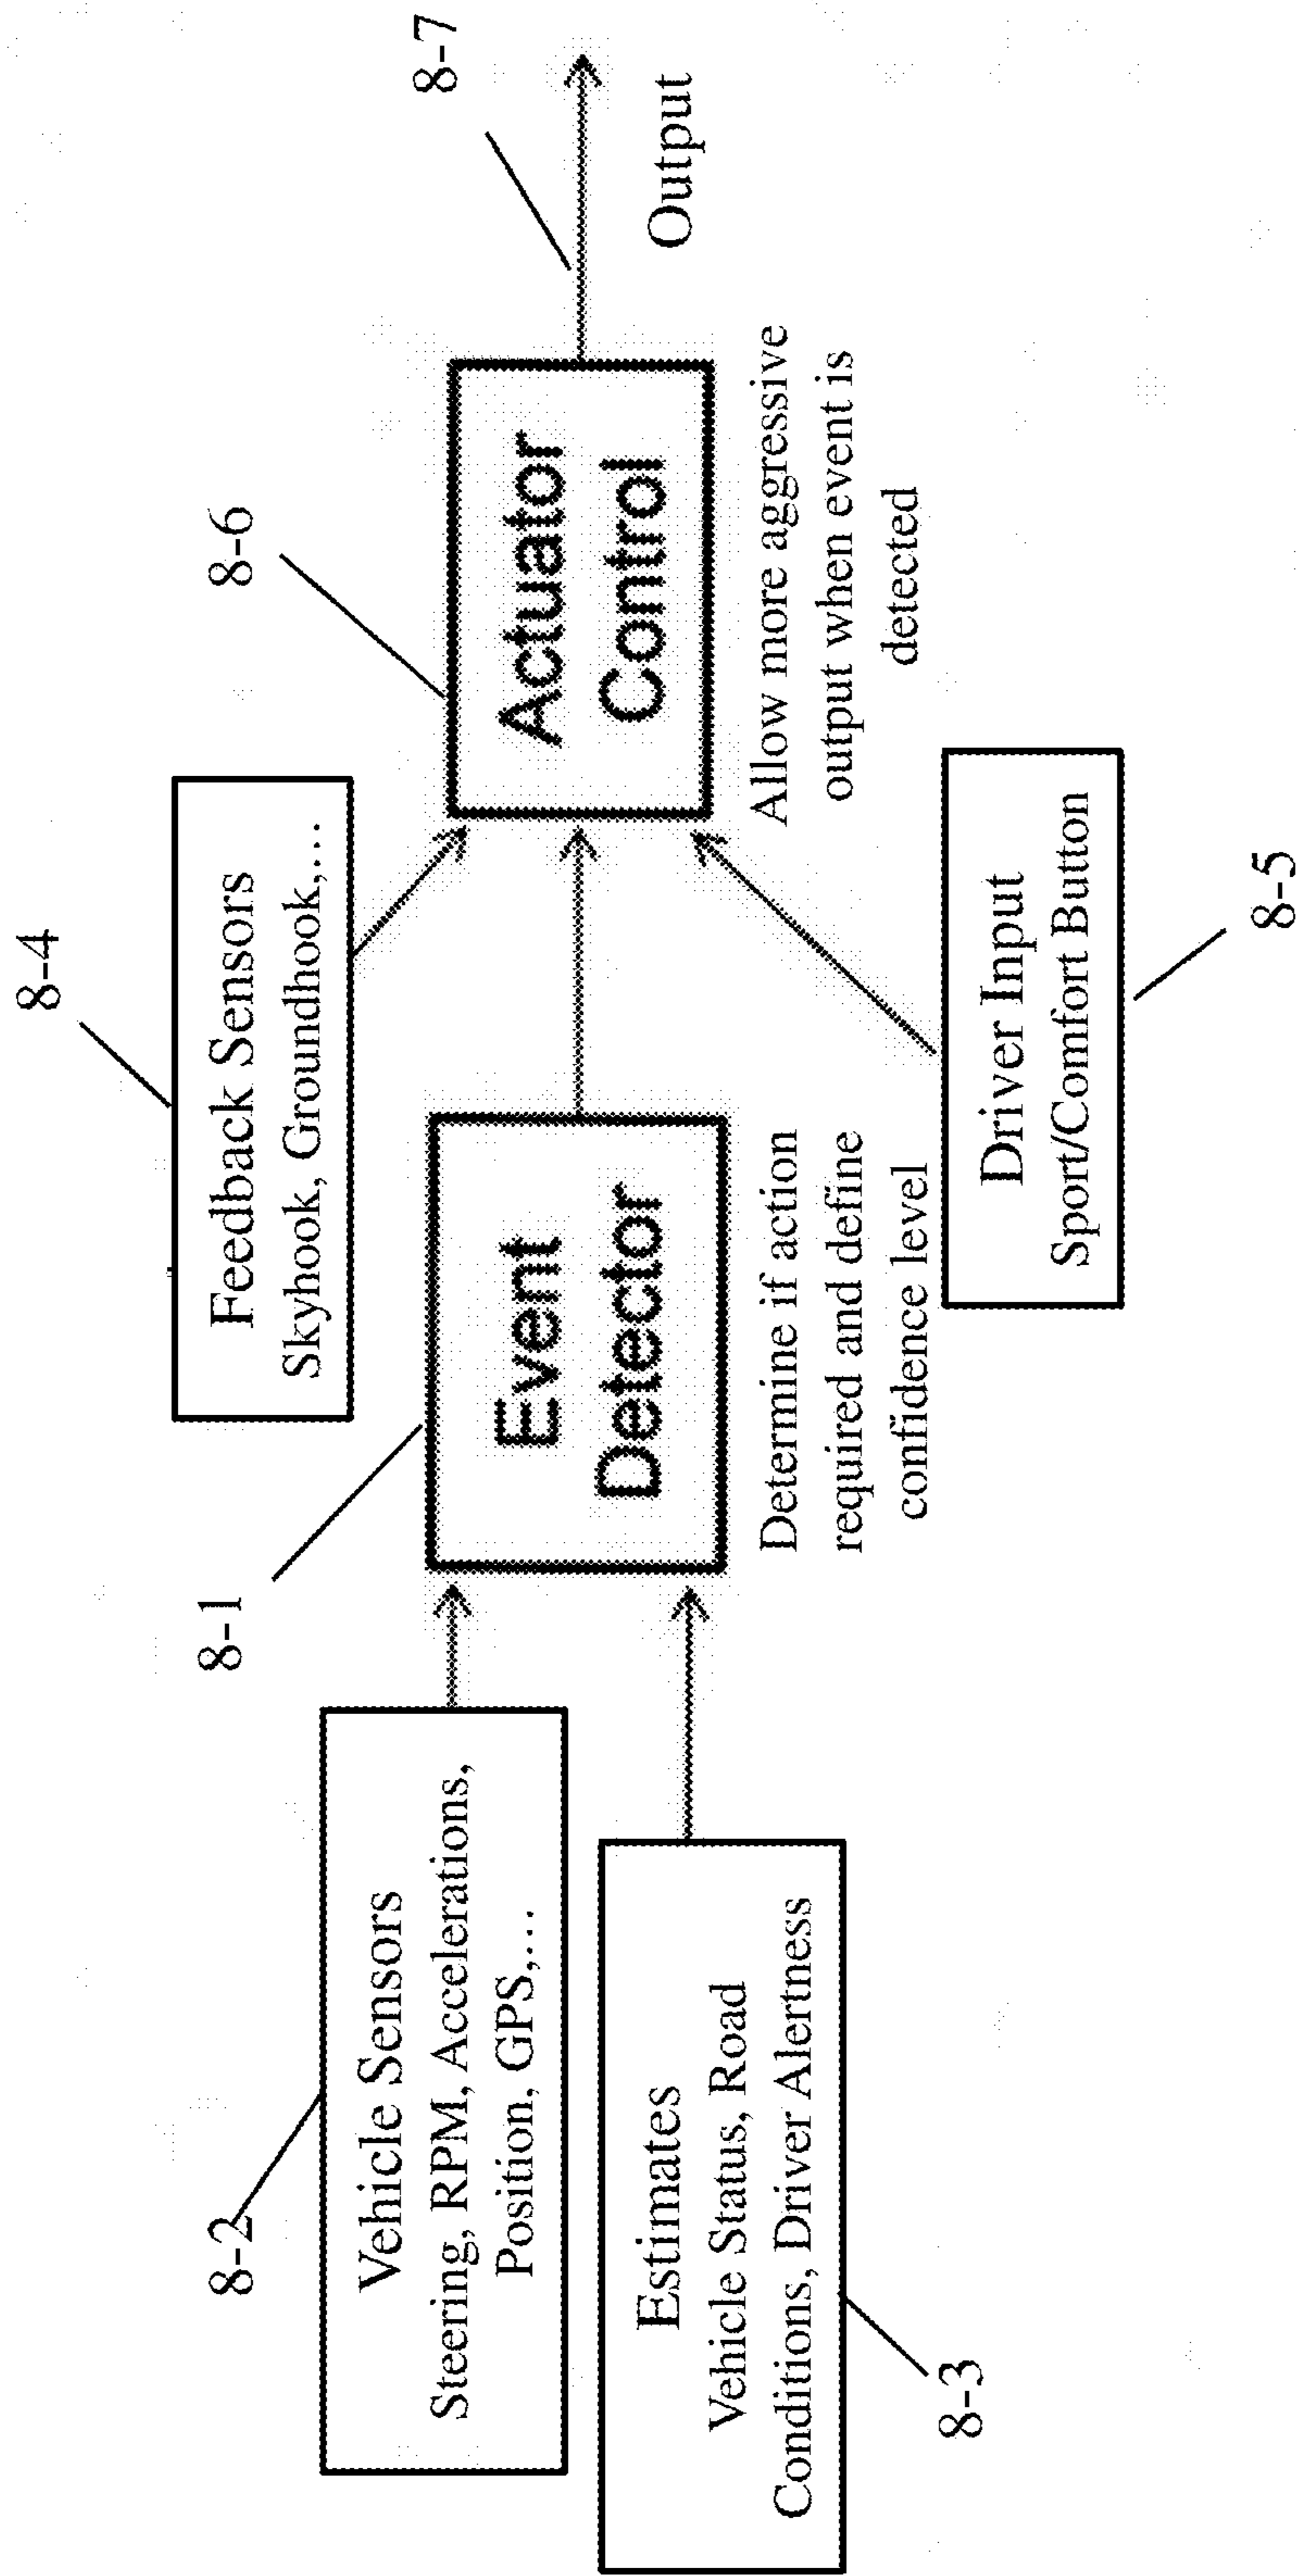 8-2
Vehicle Sensors
Steering, RPM, Accelerations,
Position, GPS,...
Estimates
Vehicle Status, Road
Conditions, Driver Alertness
8-3
8-1
Event
Detector
Determine if action
required and define
confidence level
8-4
Feedback Sensors
Skyhook, Groundhook,...
Driver Input
Sport/Comfort Button
8-5
8-6
Actuator
Control
Allow more aggressive
output when event is
detected
8-7
Output